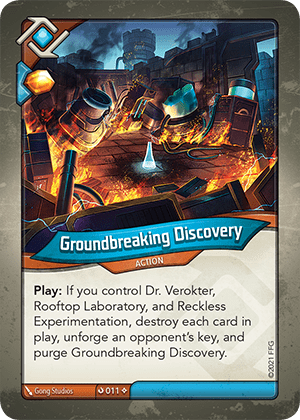 Groundbreaking Discovery
ACTION
Play: If you control Dr. Verokter,
Rooftop Laboratory, and Reckless
Experimentation, destroy each card in
play, unforge an opponent's key, and
purge Groundbreaking Discovery.
©2021 FFG
Gong Studios
011